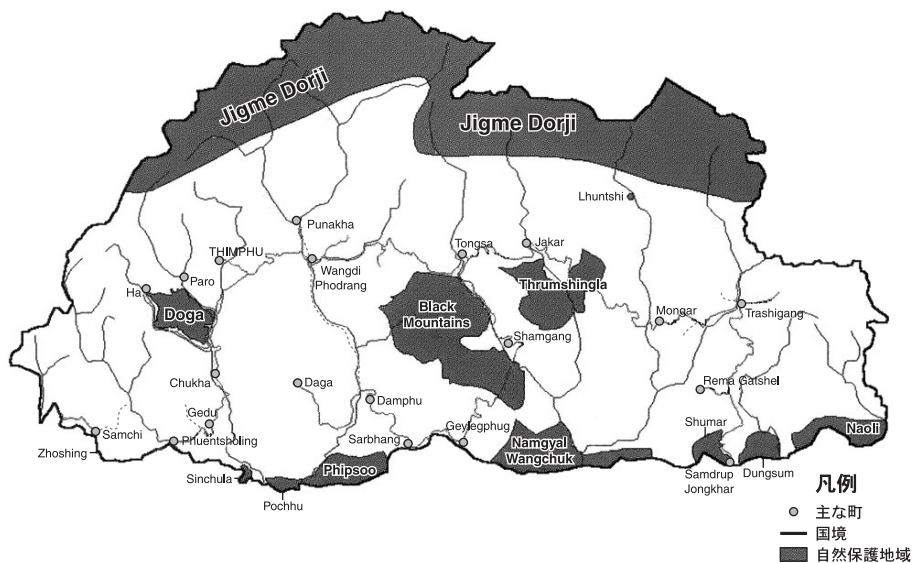 Jigme Dorji
Jigme Dorji
Lhuntshi
Punakha
THIMPHU
Tongsa
Jakar
Wangdi
Phodrang
Paro
Ha
Doga
Thrumshingla
Black
Mountains
Mongar
Trashigang
Shamgang
Chukha
Daga
Rema Gatshel
Damphu
Gedu
Samchi
Phuentsholing
Zhoshing
Sarbhang
Geylegphug
Shumar
Naoli
Namgyal
Wangchuk
Phipsoo
Sinchula
Pochhu
Samdrup
Jongkhar
Dungsum
凡例
主な町
国境
自然保護地域